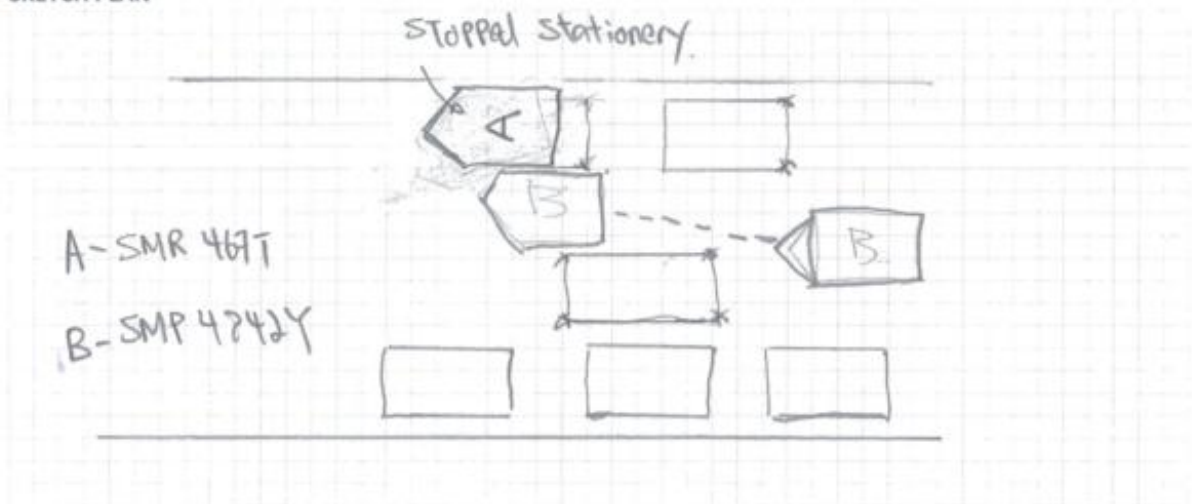 Stopped Stationery.
A
B
B
A - SMR 467T
B - SMP 4742Y